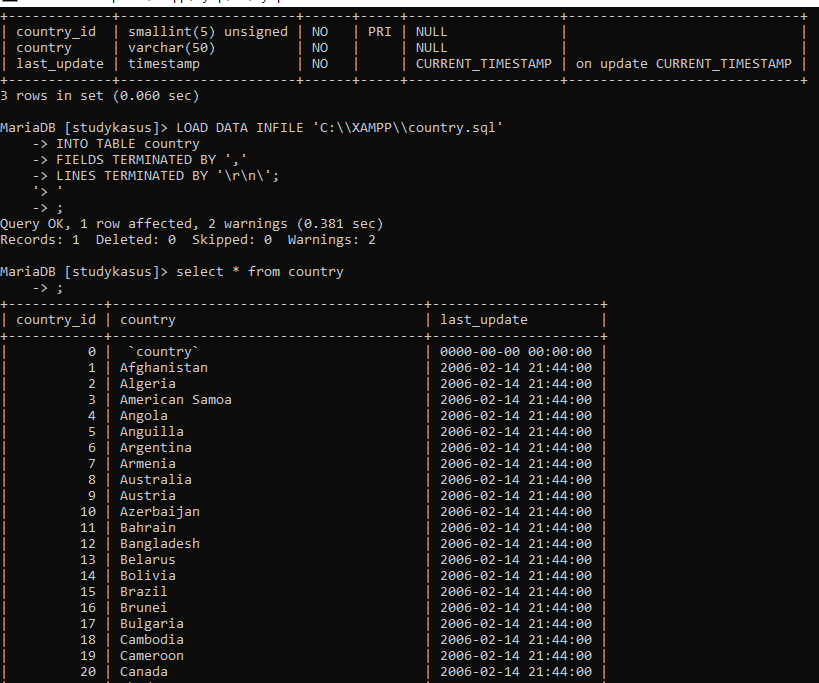 +------------+----------------------+------+-----+-------------------+-----------------------------+
| country_id | smallint(5) unsigned | NO | PRI | NULL | |
| country | varchar(50) | NO | | NULL | |
| last_update | timestamp | NO | | CURRENT_TIMESTAMP | on update CURRENT_TIMESTAMP |
+------------+----------------------+------+-----+-------------------+-----------------------------+
3 rows in set (0.060 sec)
MariaDB [studykasus]> LOAD DATA INFILE 'C:\\XAMPP\\country.sql'
-> INTO TABLE country
-> FIELDS TERMINATED BY ','
-> LINES TERMINATED BY '\r\n\';
'> '
-> ;
Query OK, 1 row affected, 2 warnings (0.381 sec)
Records: 1 Deleted: 0 Skipped: 0 Warnings: 2
MariaDB [studykasus]> select * from country
-> ;
+------------+--------------------------------------+---------------------+
| country_id | country | last_update |
+------------+--------------------------------------+---------------------+
| 0 | `country` | 0000-00-00 00:00:00 |
| 1 | Afghanistan | 2006-02-14 21:44:00 |
| 2 | Algeria | 2006-02-14 21:44:00 |
| 3 | American Samoa | 2006-02-14 21:44:00 |
| 4 | Angola | 2006-02-14 21:44:00 |
| 5 | Anguilla | 2006-02-14 21:44:00 |
| 6 | Argentina | 2006-02-14 21:44:00 |
| 7 | Armenia | 2006-02-14 21:44:00 |
| 8 | Australia | 2006-02-14 21:44:00 |
| 9 | Austria | 2006-02-14 21:44:00 |
| 10 | Azerbaijan | 2006-02-14 21:44:00 |
| 11 | Bahrain | 2006-02-14 21:44:00 |
| 12 | Bangladesh | 2006-02-14 21:44:00 |
| 13 | Belarus | 2006-02-14 21:44:00 |
| 14 | Bolivia | 2006-02-14 21:44:00 |
| 15 | Brazil | 2006-02-14 21:44:00 |
| 16 | Brunei | 2006-02-14 21:44:00 |
| 17 | Bulgaria | 2006-02-14 21:44:00 |
| 18 | Cambodia | 2006-02-14 21:44:00 |
| 19 | Cameroon | 2006-02-14 21:44:00 |
| 20 | Canada | 2006-02-14 21:44:00 |